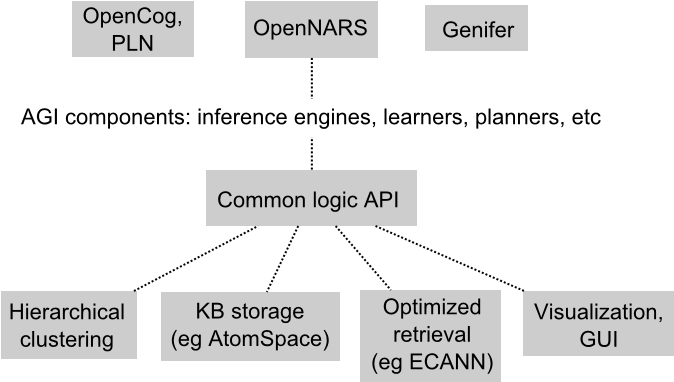 OpenCog,
PLN
OpenNARS
Genifer
AGI components: inference engines, learners, planners, etc
Common logic API
Hierarchical
clustering
KB storage
(eg AtomSpace)
Optimized
retrieval
(eg ECANN)
Visualization,
GUI